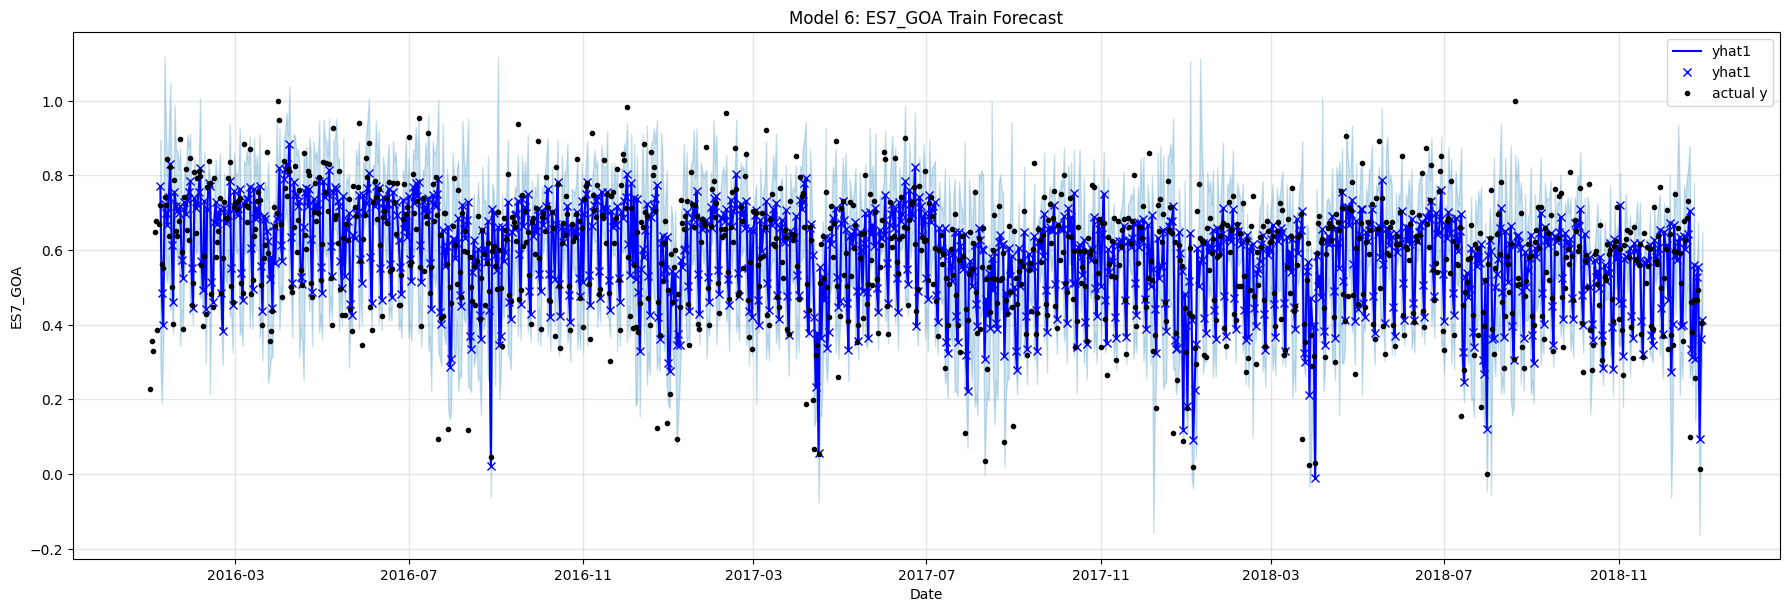 Model 6: ES7_GOA Train Forecast
yhat1
yhat1
actual y
ES7_GOA
1.0
0.8
0.6
0.4
0.2
0.0
−0.2
2016-03 2016-07 2016-11 2017-03 2017-07 2017-11 2018-03 2018-07 2018-11
Date